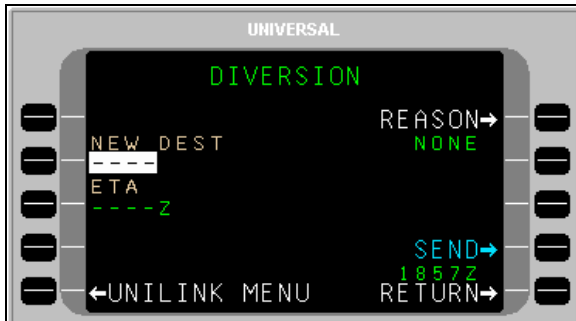 UNIVERSAL
DIVERSION
REASON→
NEW DEST NONE
----
ETA
----Z
SEND→
1857Z
←UNILINK MENU RETURN→